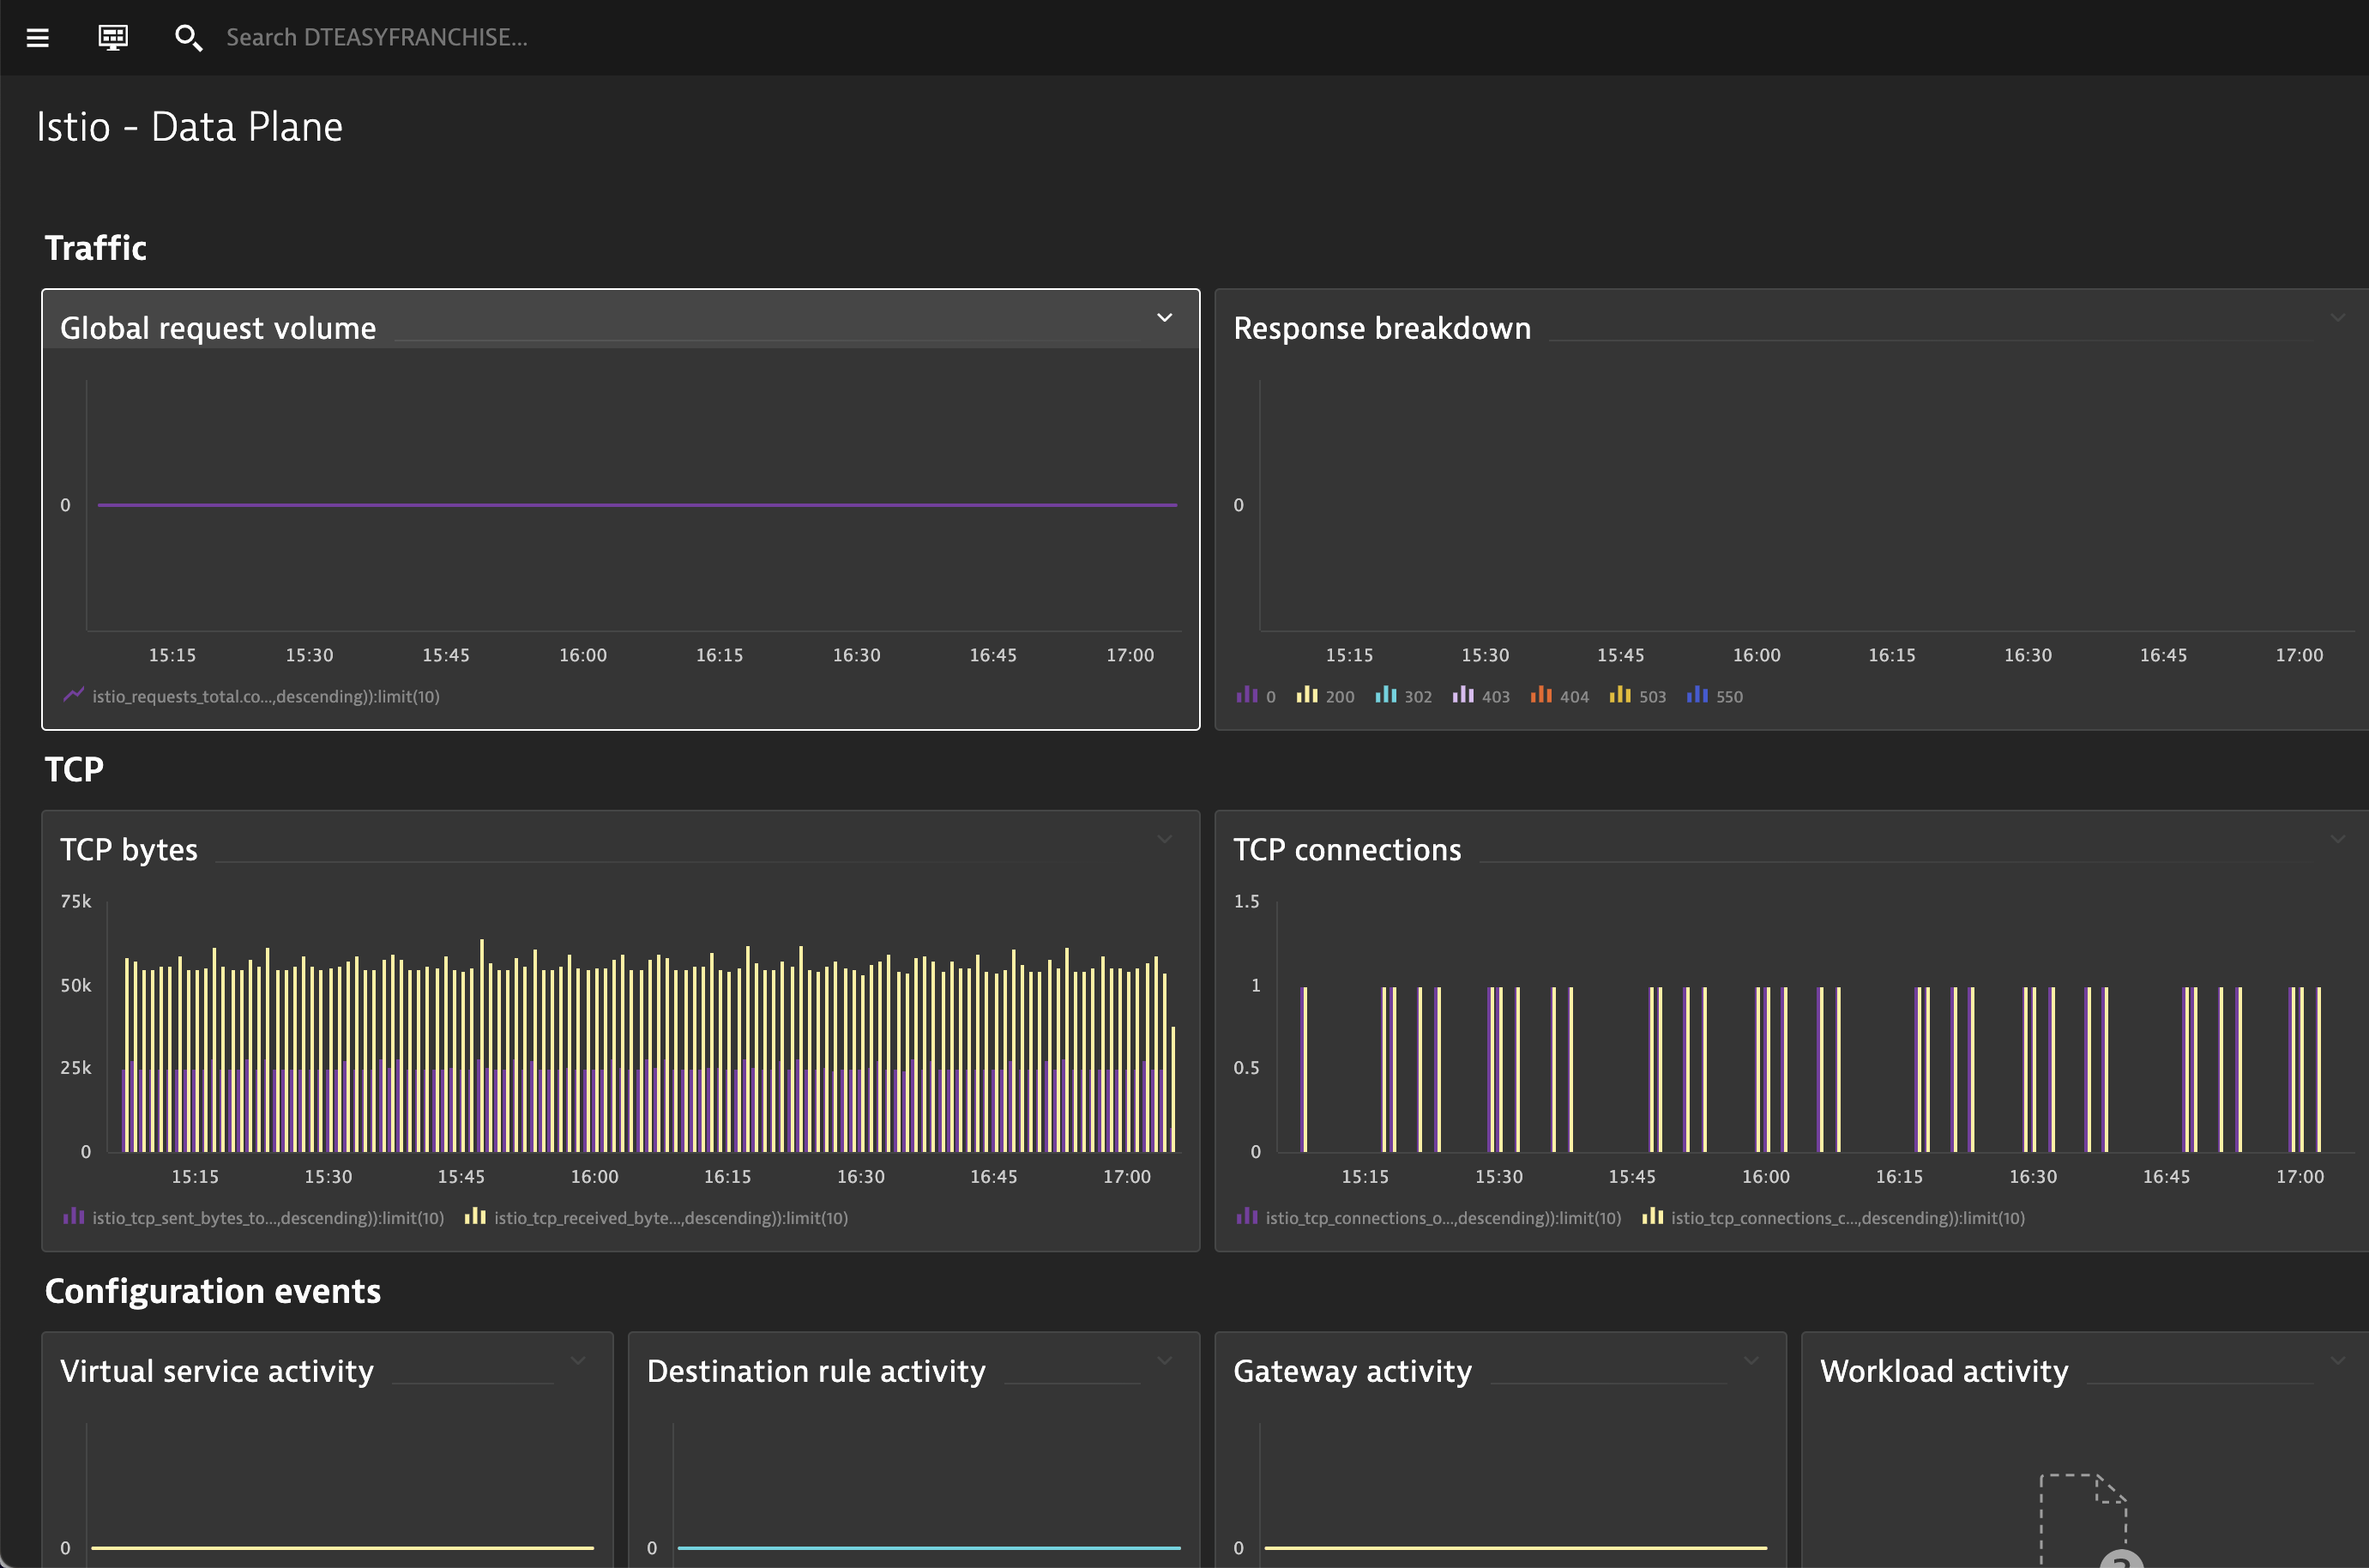 Search DTEASYFRANCHISE...
Istio - Data Plane
Traffic
Global request volume
0
15:15 15:30 15:45 16:00 16:15 16:30 16:45 17:00
istio_requests_total.co...,descending)):limit(10)
Response breakdown
0
15:15 15:30 15:45 16:00 16:15 16:30 16:45 17:00
0 200 302 403 404 503 550
TCP
TCP bytes
75k
50k
25k
0
15:15 15:30 15:45 16:00 16:15 16:30 16:45 17:00
istio_tcp_sent_bytes_to...,descending)):limit(10) istio_tcp_received_byte...,descending)):limit(10)
TCP connections
1.5
1
0.5
0
15:15 15:30 15:45 16:00 16:15 16:30 16:45 17:00
istio_tcp_connections_o...,descending)):limit(10) istio_tcp_connections_c...,descending)):limit(10)
Configuration events
Virtual service activity
0
Destination rule activity
0
Gateway activity
0
Workload activity
?